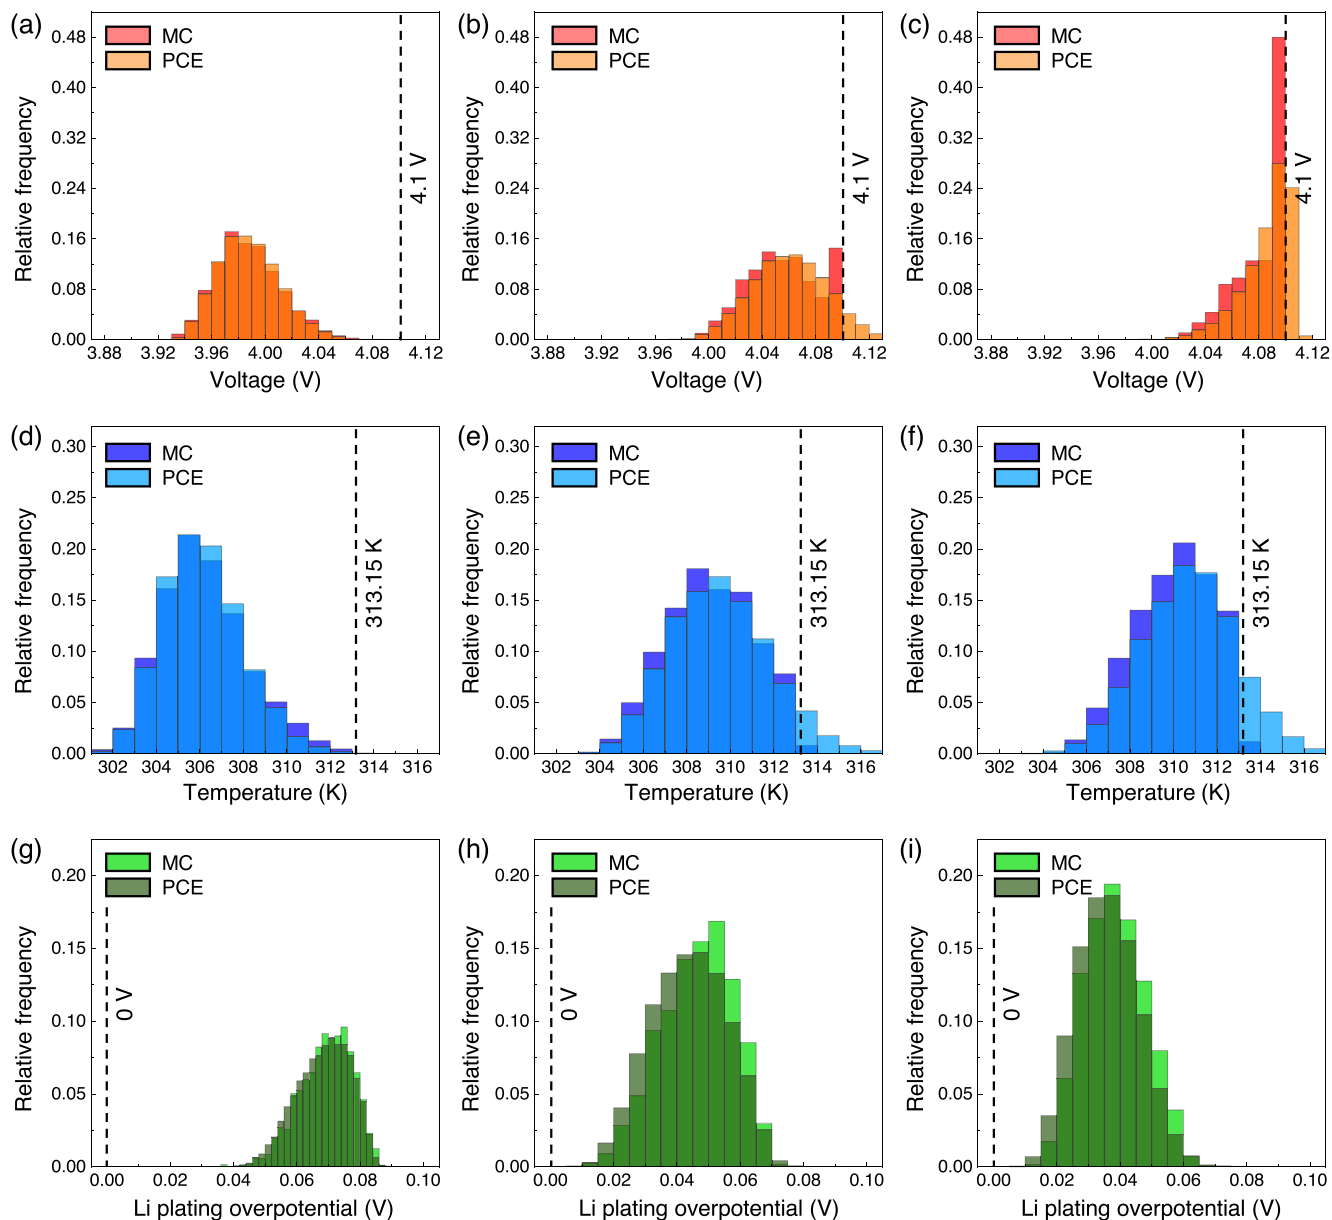 (a)
MC
PCE
Relative frequency
0.48
0.40
0.32
0.24
0.16
0.08
0.00
4.1 V
3.88 3.92 3.96 4.00 4.04 4.08 4.12
Voltage (V)
(b)
MC
PCE
Relative frequency
0.48
0.40
0.32
0.24
0.16
0.08
0.00
4.1 V
3.88 3.92 3.96 4.00 4.04 4.08 4.12
Voltage (V)
(c)
MC
PCE
Relative frequency
0.48
0.40
0.32
0.24
0.16
0.08
0.00
4.1 V
3.88 3.92 3.96 4.00 4.04 4.08 4.12
Voltage (V)
(d)
MC
PCE
Relative frequency
0.30
0.25
0.20
0.15
0.10
0.05
0.00
313.15 K
302 304 306 308 310 312 314 316
Temperature (K)
(e)
MC
PCE
Relative frequency
0.30
0.25
0.20
0.15
0.10
0.05
0.00
313.15 K
302 304 306 308 310 312 314 316
Temperature (K)
(f)
MC
PCE
Relative frequency
0.30
0.25
0.20
0.15
0.10
0.05
0.00
313.15 K
302 304 306 308 310 312 314 316
Temperature (K)
(g)
MC
PCE
Relative frequency
0.20
0.15
0.10
0.05
0.00
0 V
0.00 0.02 0.04 0.06 0.08 0.10
Li plating overpotential (V)
(h)
MC
PCE
Relative frequency
0.20
0.15
0.10
0.05
0.00
0 V
0.00 0.02 0.04 0.06 0.08 0.10
Li plating overpotential (V)
(i)
MC
PCE
Relative frequency
0.20
0.15
0.10
0.05
0.00
0 V
0.00 0.02 0.04 0.06 0.08 0.10
Li plating overpotential (V)